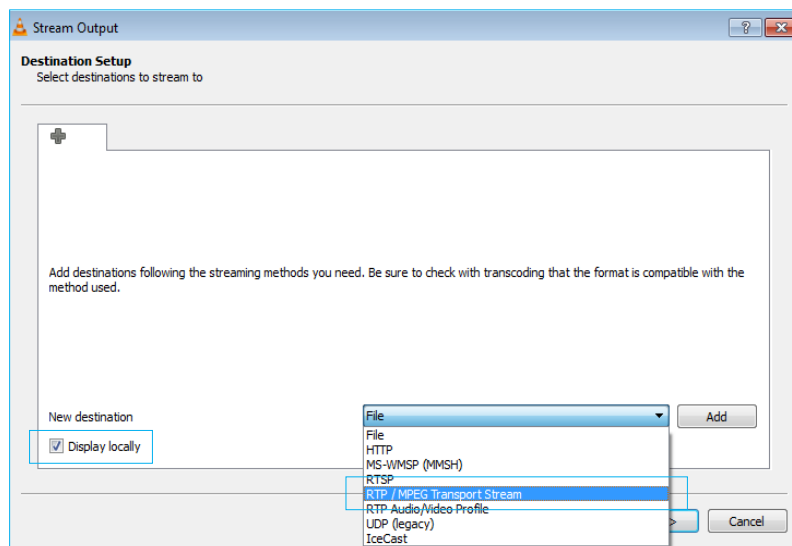 Stream Output
Destination Setup
Select destinations to stream to
Add destinations following the streaming methods you need. Be sure to check with transcoding that the format is compatible with the
method used.
New destination
File
Add
Display locally
File
HTTP
MS-WMSP (MMSH)
RTSP
RTP / MPEG Transport Stream
RTP Audio/Video Profile
UDP (legacy)
IceCast
>
Cancel